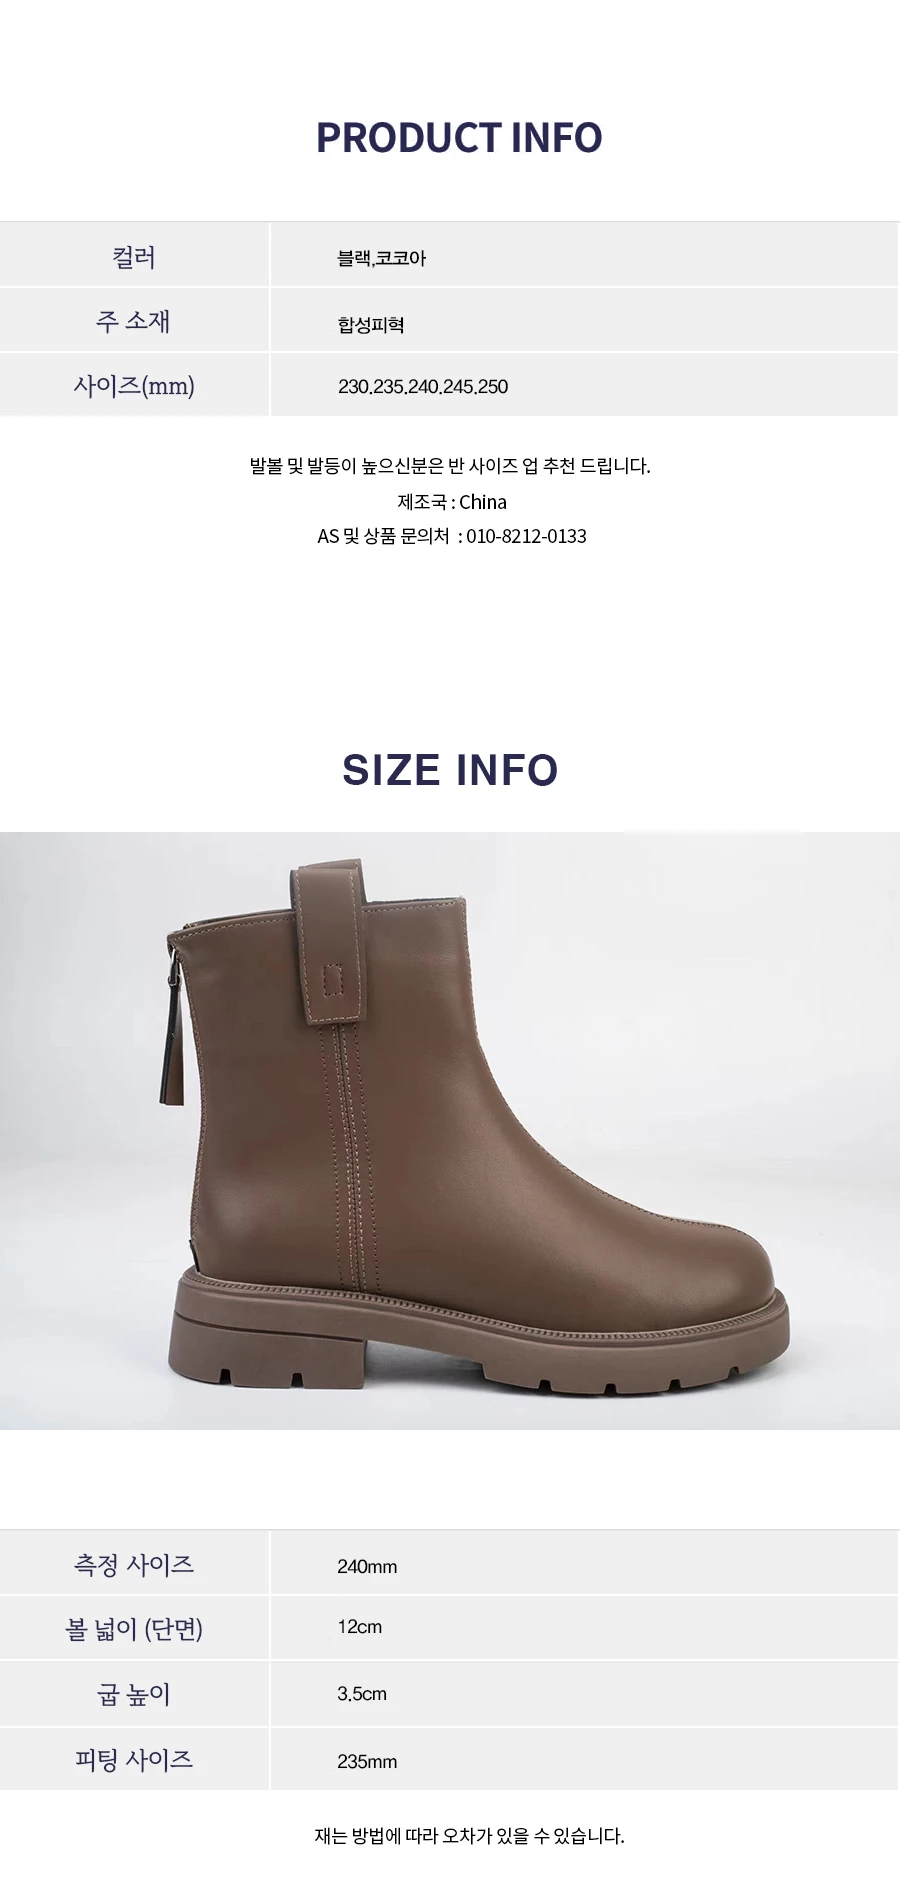 PRODUCT INFO
컬러 블랙,코코아
주 소재 합성피혁
사이즈(mm) 230.235.240.245.250
발볼 및 발등이 높으신분은 반 사이즈 업 추천 드립니다.
제조국 : China
AS 및 상품 문의처 : 010-8212-0133
SIZE INFO
측정 사이즈 240mm
볼 넓이 (단면) 12cm
굽 높이 3.5cm
피팅 사이즈 235mm
재는 방법에 따라 오차가 있을 수 있습니다.